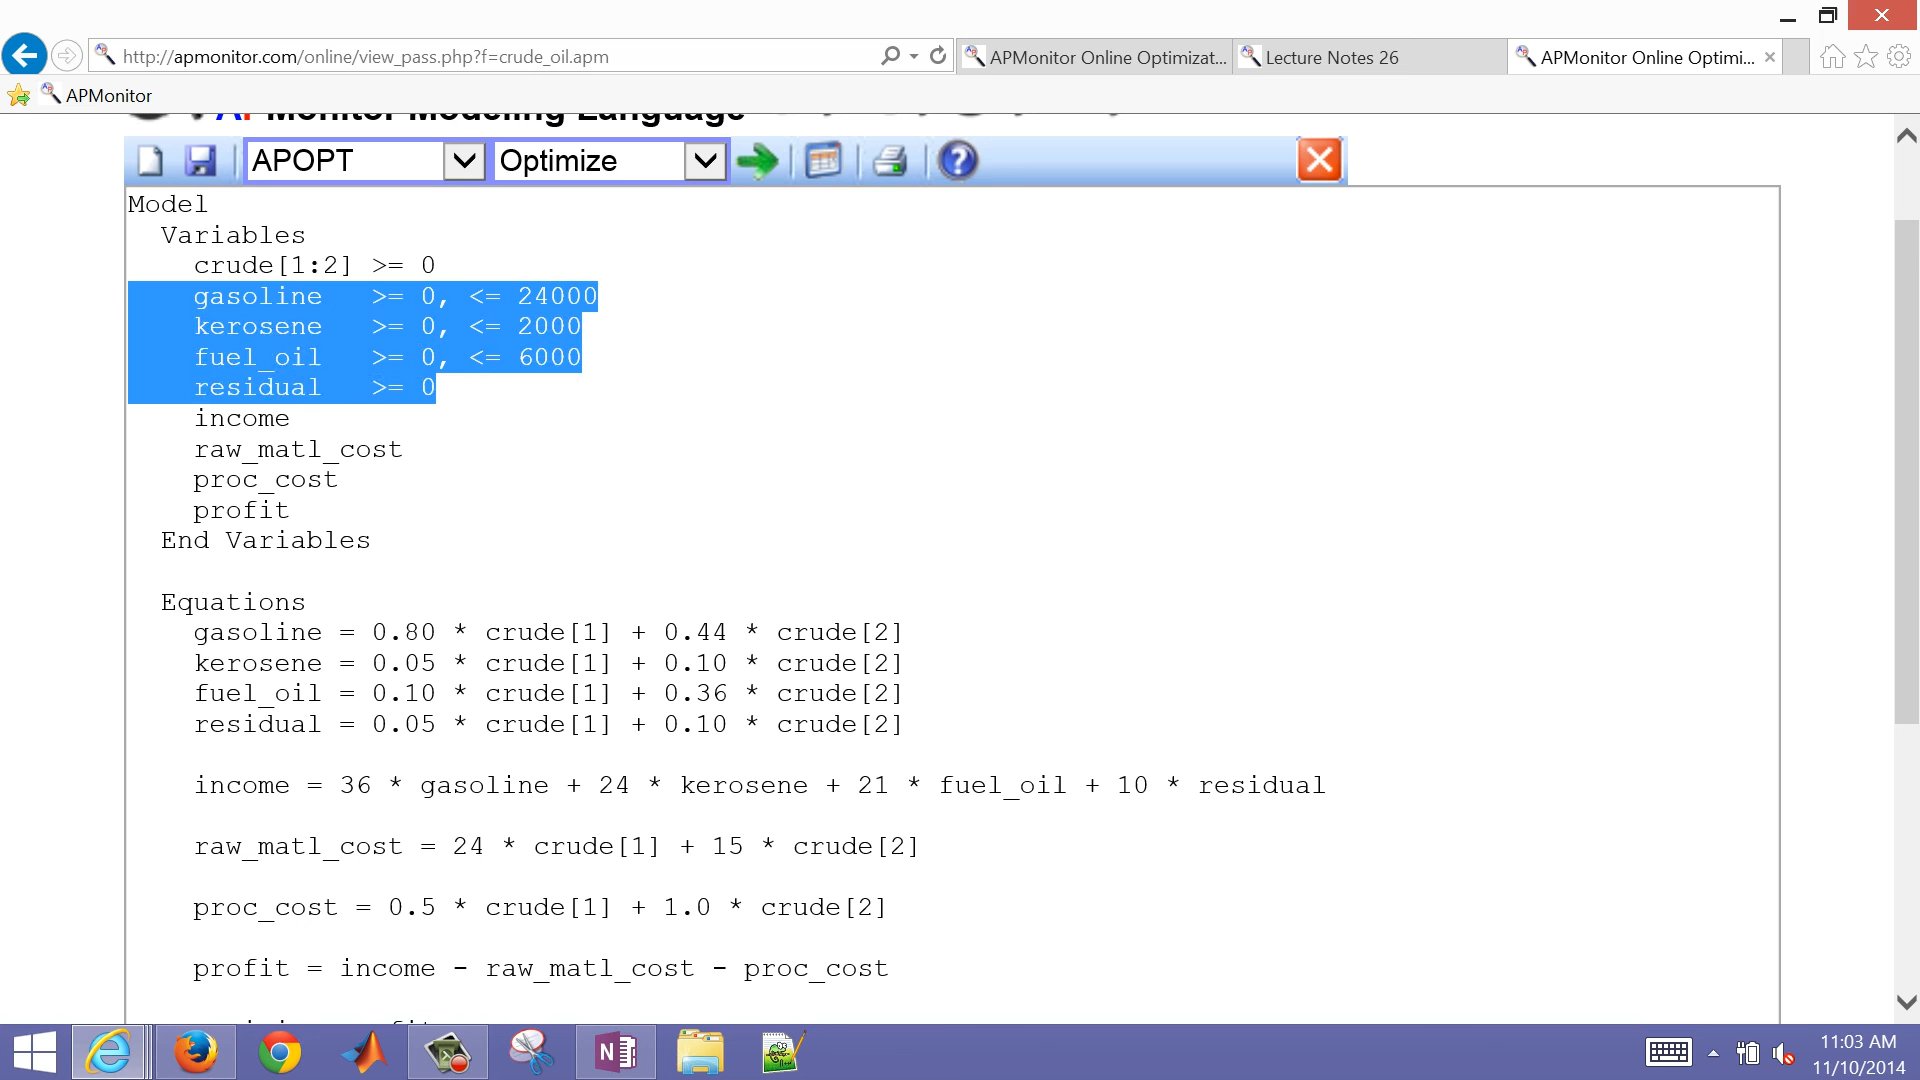 http://apmonitor.com/online/view_pass.php?f=crude_oil.apm
APMonitor Online Optimizat...
Lecture Notes 26
APMonitor Online Optimi...
APMonitor
APMonitor Modeling Language
APOPT
Optimize
Model
Variables
crude[1:2] >= 0
gasoline >= 0, <= 24000
kerosene >= 0, <= 2000
fuel_oil >= 0, <= 6000
residual >= 0
income
raw_matl_cost
proc_cost
profit
End Variables
Equations
gasoline = 0.80 * crude[1] + 0.44 * crude[2]
kerosene = 0.05 * crude[1] + 0.10 * crude[2]
fuel_oil = 0.10 * crude[1] + 0.36 * crude[2]
residual = 0.05 * crude[1] + 0.10 * crude[2]
income = 36 * gasoline + 24 * kerosene + 21 * fuel_oil + 10 * residual
raw_matl_cost = 24 * crude[1] + 15 * crude[2]
proc_cost = 0.5 * crude[1] + 1.0 * crude[2]
profit = income - raw_matl_cost - proc_cost
11:03 AM
11/10/2014